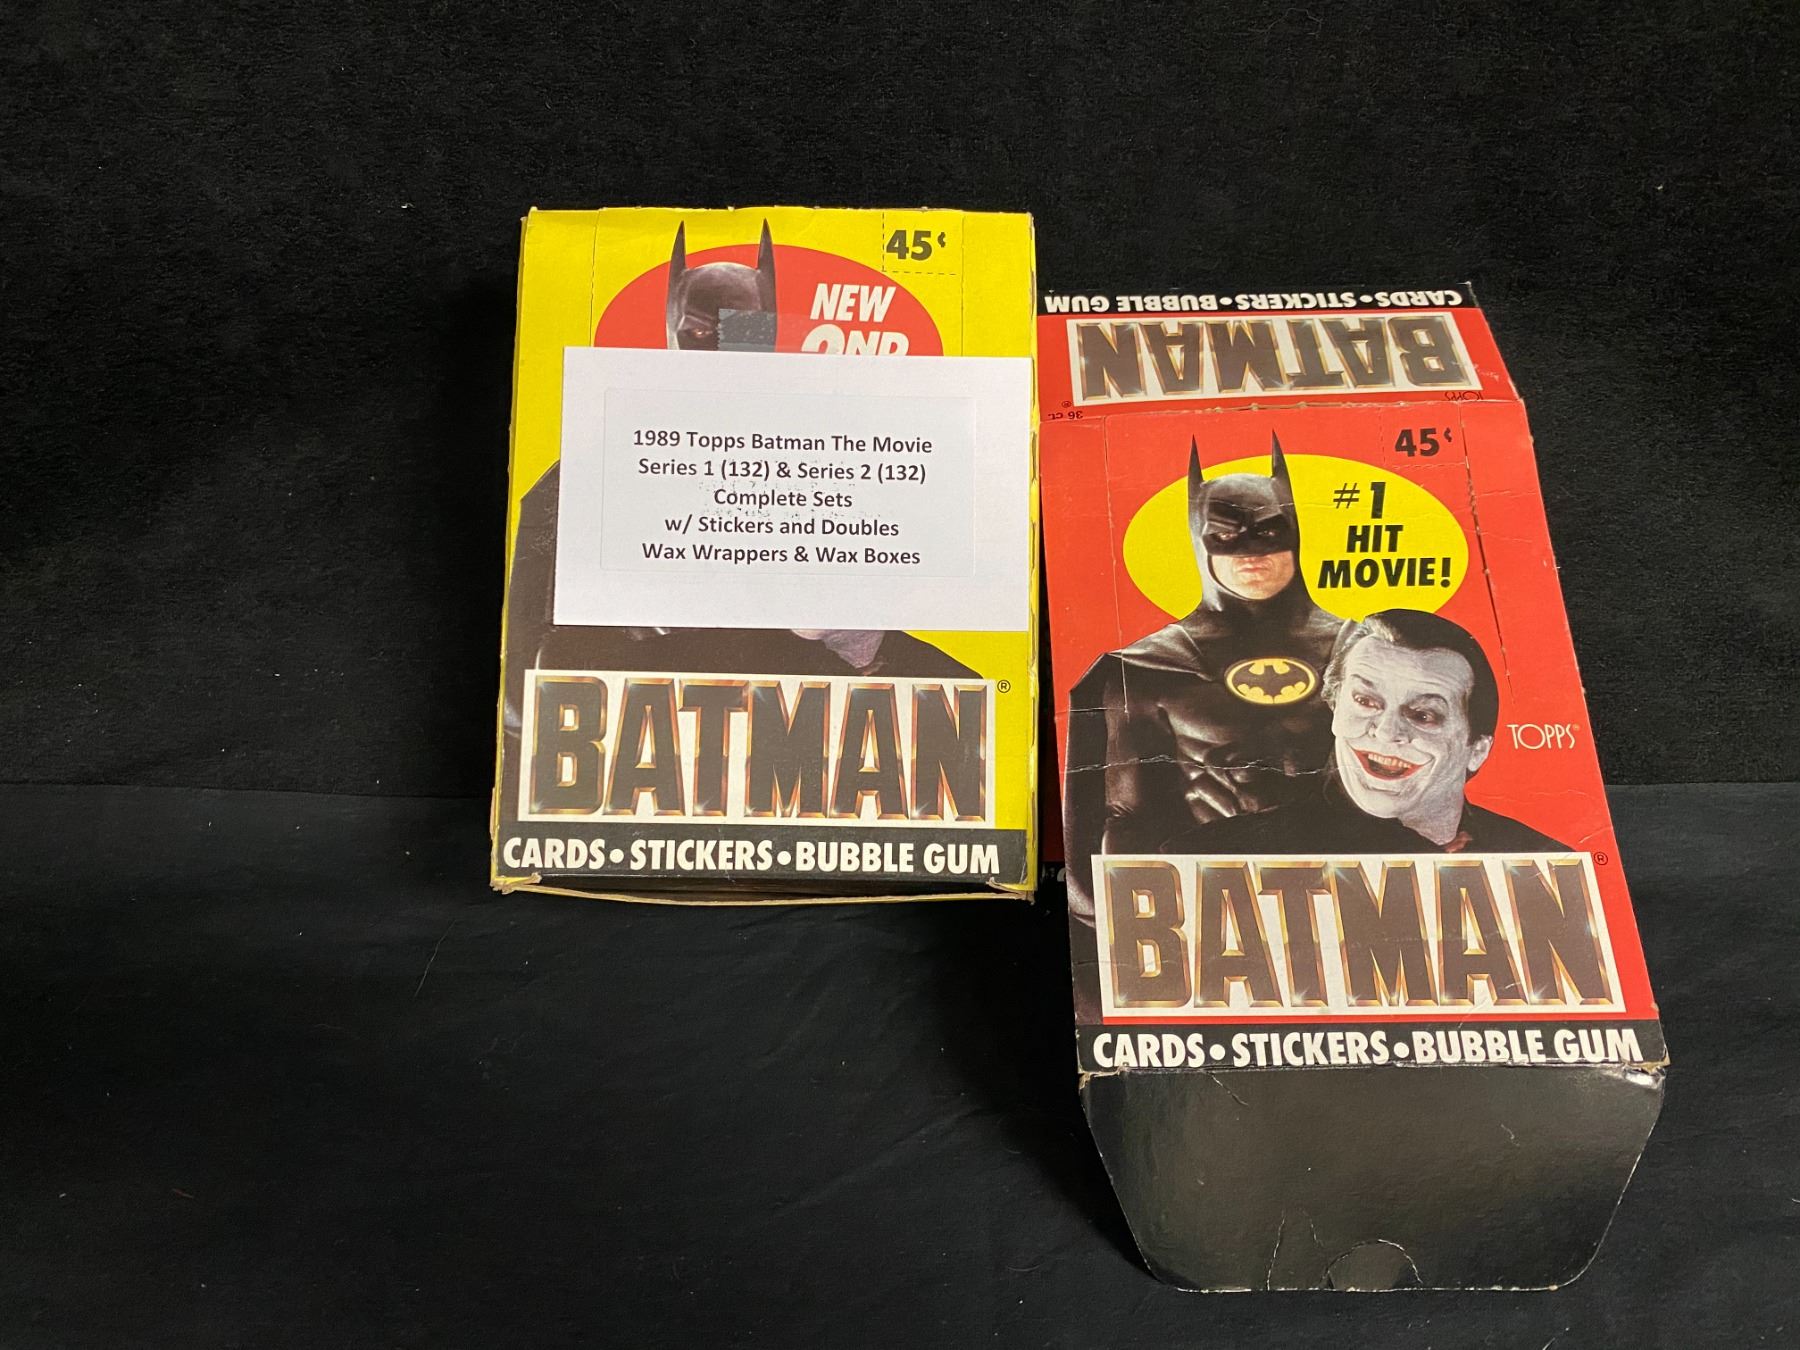 45¢
NEW
2ND
1989 Topps Batman The Movie
Series 1 (132) & Series 2 (132)
Complete Sets
w/ Stickers and Doubles
Wax Wrappers & Wax Boxes
BATMAN®
CARDS•STICKERS•BUBBLE GUM
CARDS•STICKERS•BUBBLE GUM
BATMAN®
TOPPS
36 CT.
45¢
#1
HIT
MOVIE!
TOPPS®
BATMAN®
CARDS•STICKERS•BUBBLE GUM